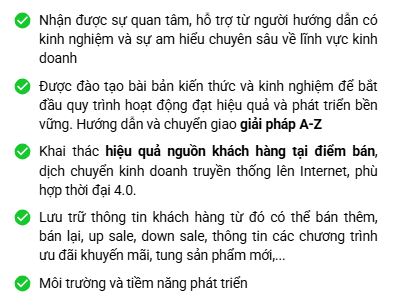 Nhận được sự quan tâm, hỗ trợ từ người hướng dẫn có
kinh nghiệm và sự am hiểu chuyên sâu về lĩnh vực kinh
doanh
Được đào tạo bài bản kiến thức và kinh nghiệm để bắt
đầu quy trình hoạt động đạt hiệu quả và phát triển bền
vững. Hướng dẫn và chuyển giao giải pháp A-Z
Khai thác hiệu quả nguồn khách hàng tại điểm bán,
dịch chuyển kinh doanh truyền thống lên Internet, phù
hợp thời đại 4.0.
Lưu trữ thông tin khách hàng từ đó có thể bán thêm,
bán lại, up sale, down sale, thông tin các chương trình
ưu đãi khuyến mãi, tung sản phẩm mới,...
Môi trường và tiềm năng phát triển